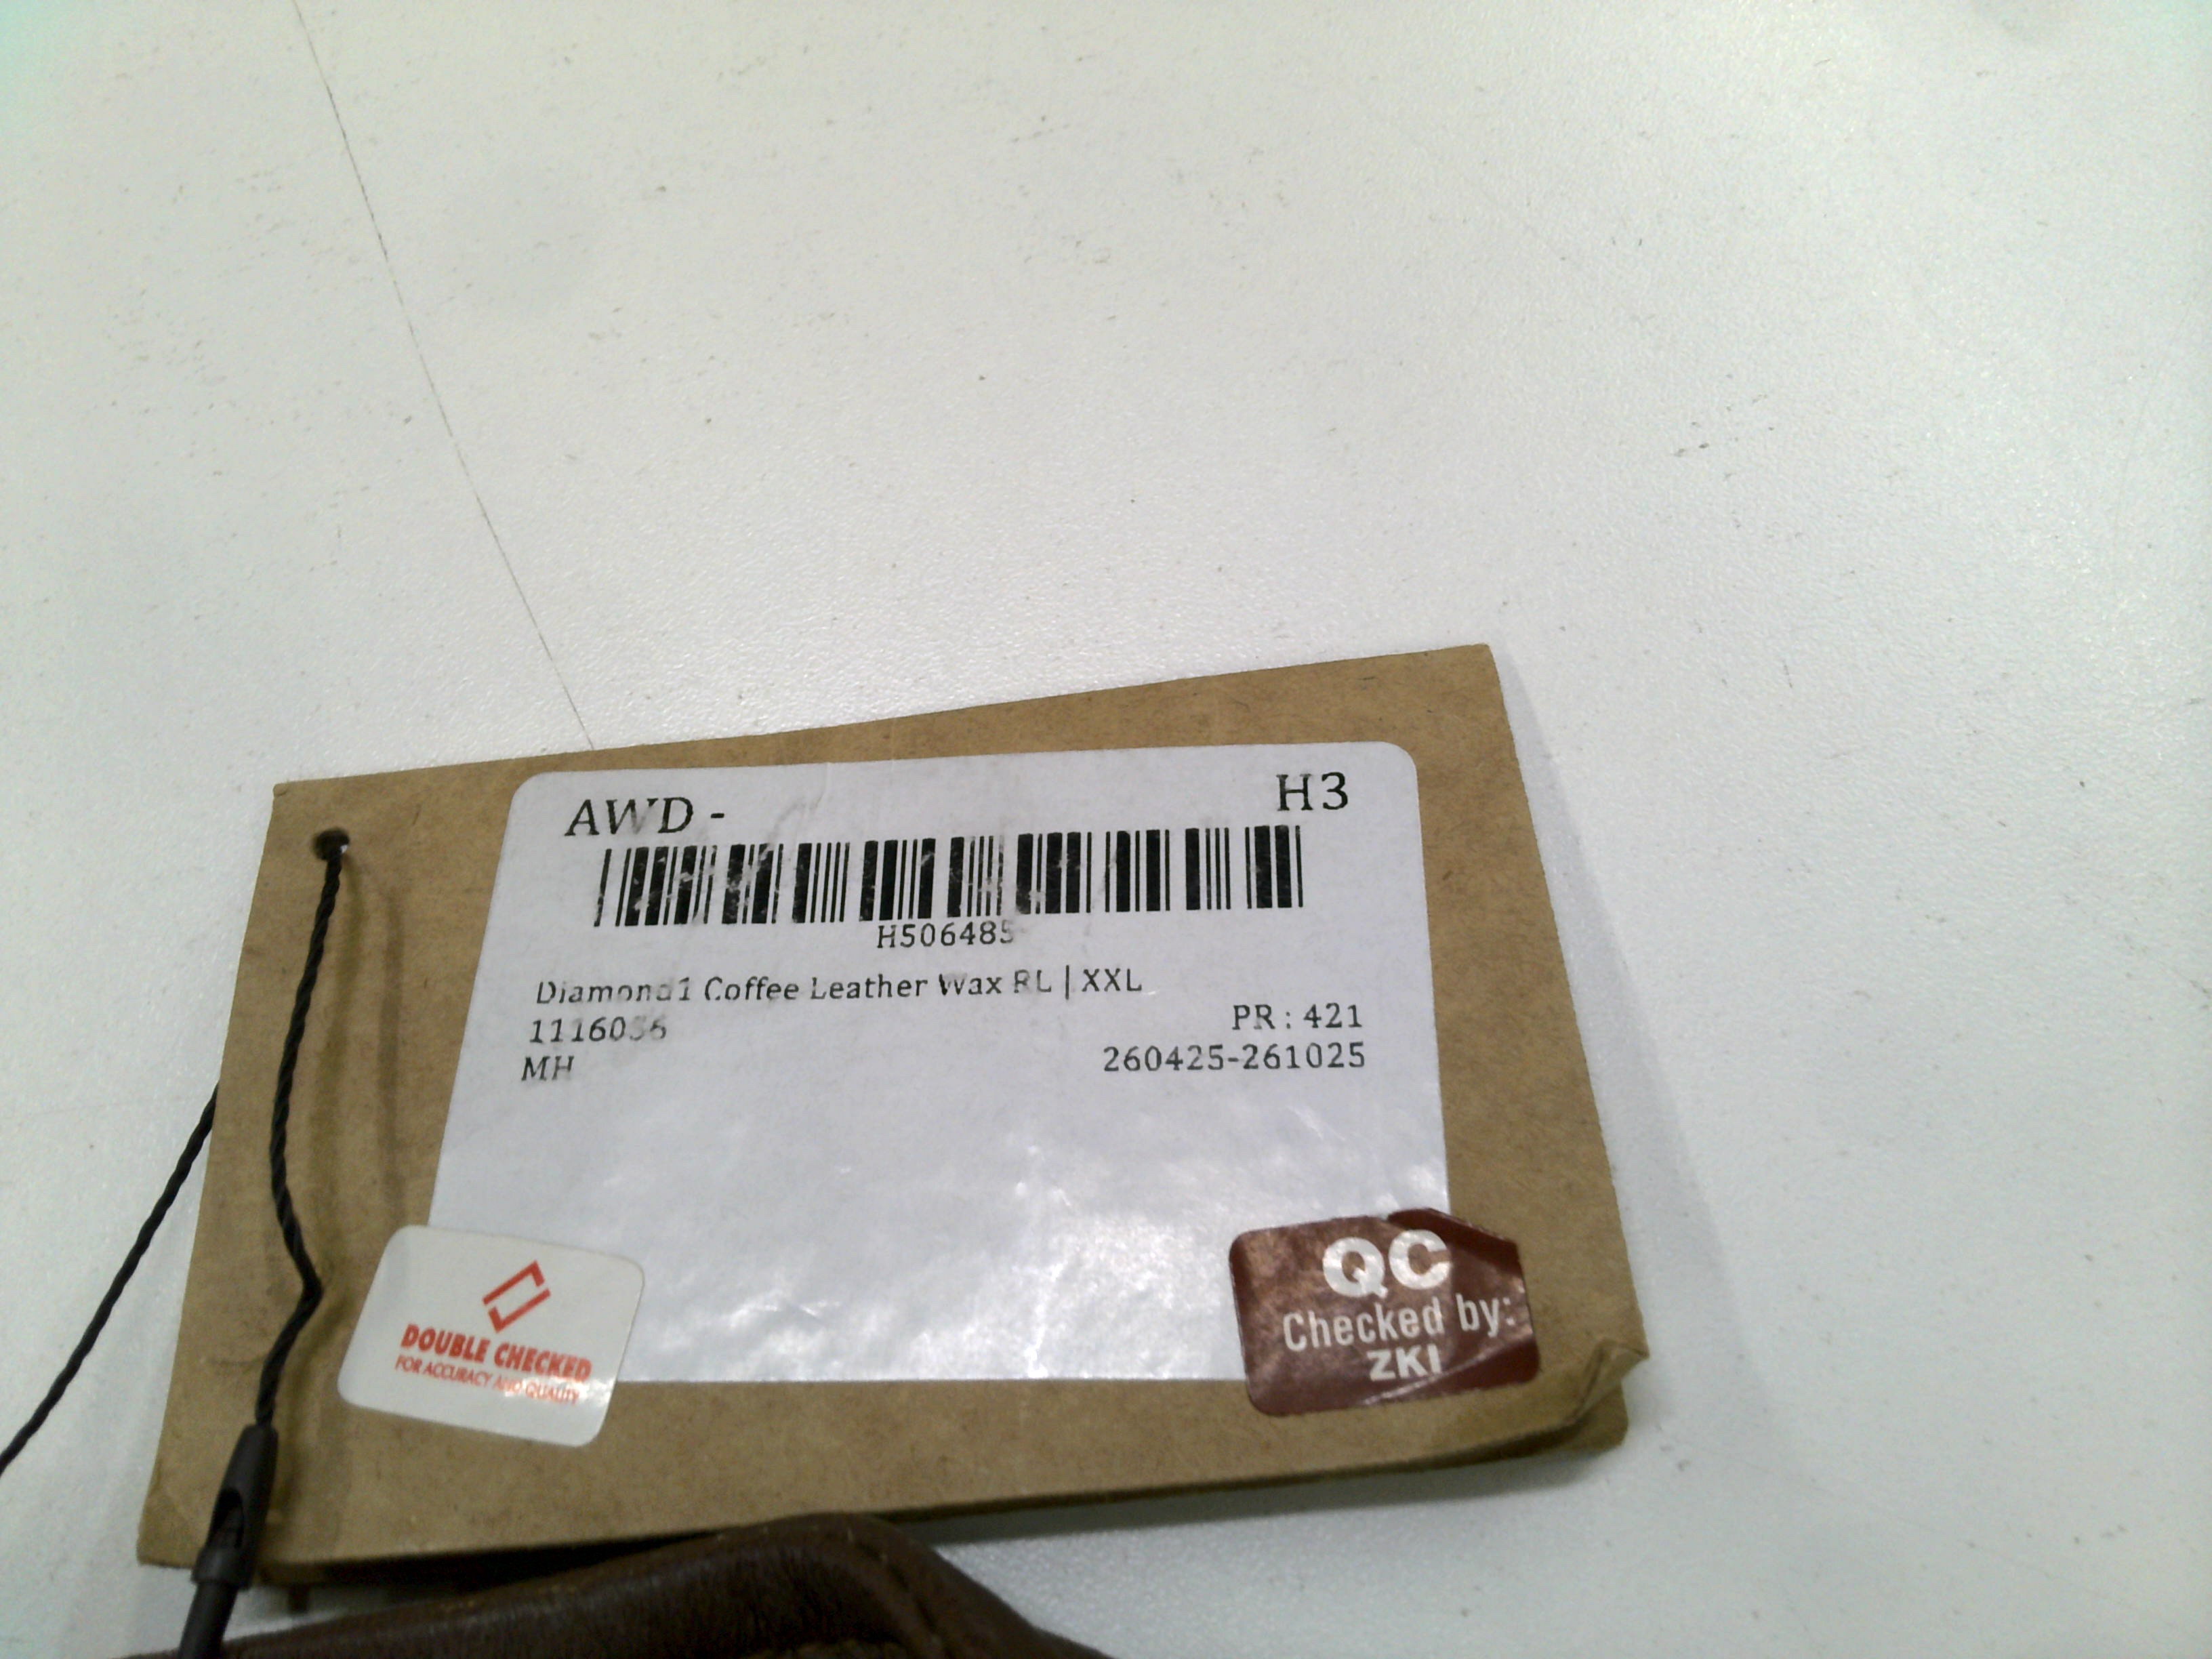 AWD -
H3
H506485
Diamond1 Coffee Leather Wax RL | XXL
PR : 421
MH
260425-261025
DOUBLE CHECKED
FOR ACCURACY AND QUALITY
QC
Checked by:
ZKI